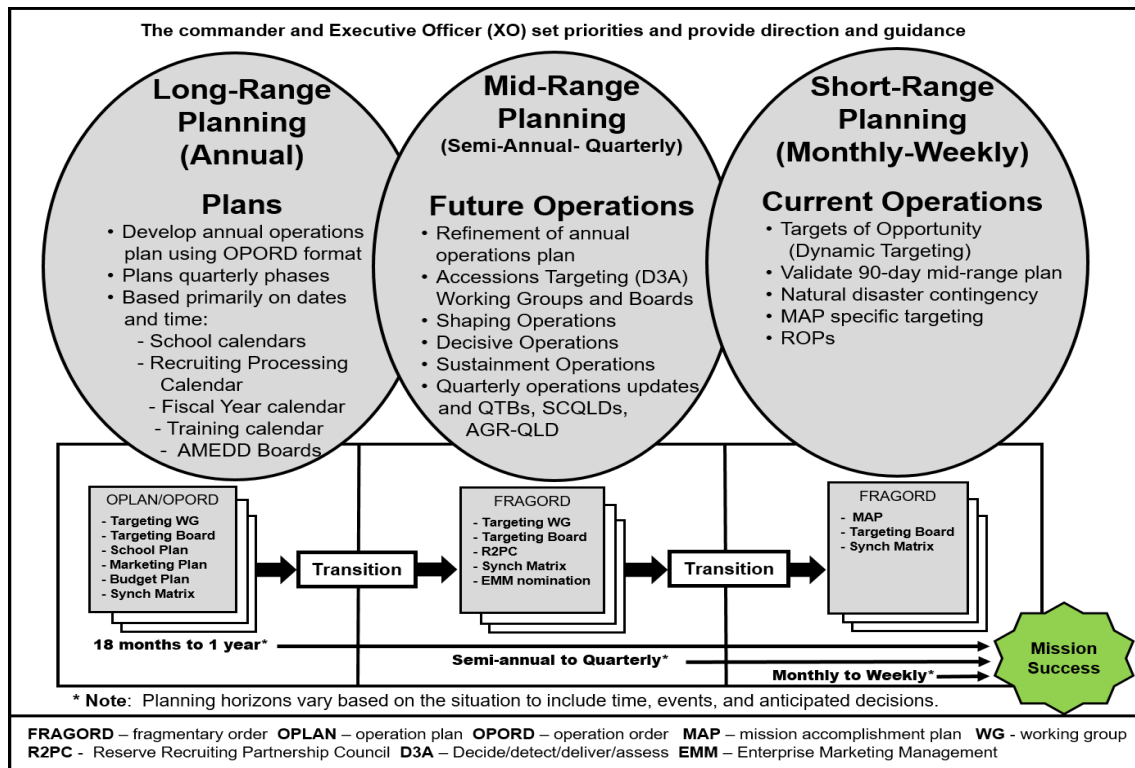 The commander and Executive Officer (XO) set priorities and provide direction and guidance
Long-Range
Planning
(Annual)
Plans
• Develop annual operations
plan using OPORD format
• Plans quarterly phases
• Based primarily on dates
and time:
- School calendars
- Recruiting Processing
Calendar
- Fiscal Year calendar
- Training calendar
- AMEDD Boards
Mid-Range
Planning
(Semi-Annual- Quarterly)
Future Operations
• Refinement of annual
operations plan
• Accessions Targeting (D3A)
Working Groups and Boards
• Shaping Operations
• Decisive Operations
• Sustainment Operations
• Quarterly operations updates
and QTBs, SCQLDs,
AGR-QLD
Short-Range
Planning
(Monthly-Weekly)
Current Operations
• Targets of Opportunity
(Dynamic Targeting)
• Validate 90-day mid-range plan
• Natural disaster contingency
• MAP specific targeting
• ROPs
OPLAN/OPORD
- Targeting WG
- Targeting Board
- School Plan
- Marketing Plan
- Budget Plan
- Synch Matrix
Transition
FRAGORD
- Targeting WG
- Targeting Board
- R2PC
- Synch Matrix
- EMM nomination
Transition
FRAGORD
- MAP
- Targeting Board
- Synch Matrix
18 months to 1 year*
Semi-annual to Quarterly*
Monthly to Weekly*
Mission
Success
* Note: Planning horizons vary based on the situation to include time, events, and anticipated decisions.
FRAGORD – fragmentary order OPLAN – operation plan OPORD – operation order MAP – mission accomplishment plan WG - working group
R2PC - Reserve Recruiting Partnership Council D3A – Decide/detect/deliver/assess EMM – Enterprise Marketing Management